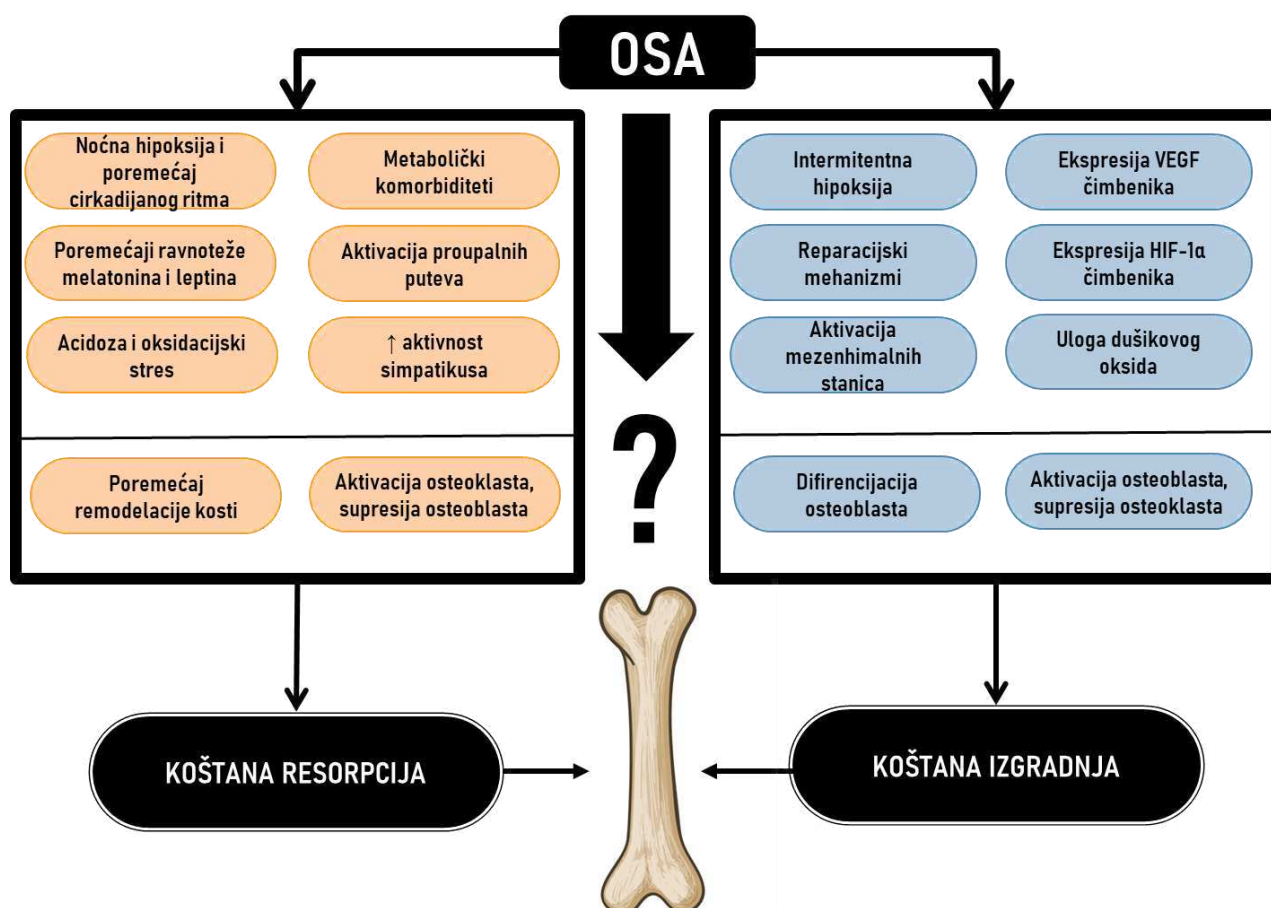 OSA
Noćna hipoksija i
poremećaj
cirkadijanog ritma
Metabolički
komorbiditeti
Poremećaji ravnoteže
melatonina i leptina
Aktivacija proupalnih
puteva
Acidoza i oksidacijski
stres
↑ aktivnost
simpatikusa
Poremećaj
remodelacije kosti
Aktivacija osteoklasta,
supresija osteoblasta
?
Intermitentna
hipoksija
Ekspresija VEGF
čimbenika
Reparacijski
mehanizmi
Ekspresija HIF-1α
čimbenika
Aktivacija
mezenhimalnih
stanica
Uloga dušikovog
oksida
Difirencijacija
osteoblasta
Aktivacija osteoblasta,
supresija osteoklasta
KOŠTANA RESORPCIJA
KOŠTANA IZGRADNJA